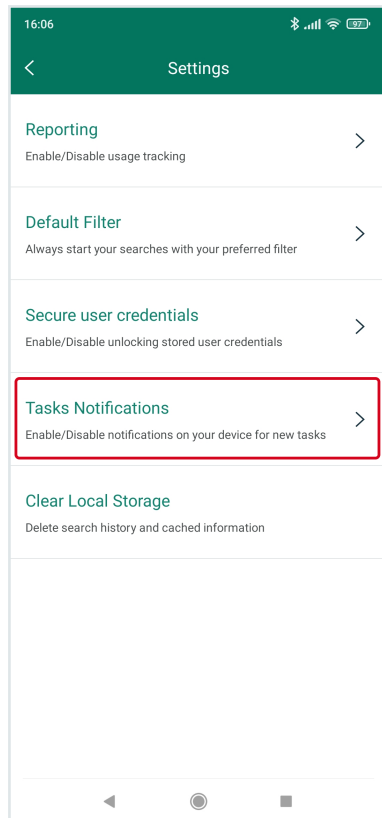 16:06
97
Settings
Reporting
Enable/Disable usage tracking
Default Filter
Always start your searches with your preferred filter
Secure user credentials
Enable/Disable unlocking stored user credentials
Tasks Notifications
Enable/Disable notifications on your device for new tasks
Clear Local Storage
Delete search history and cached information